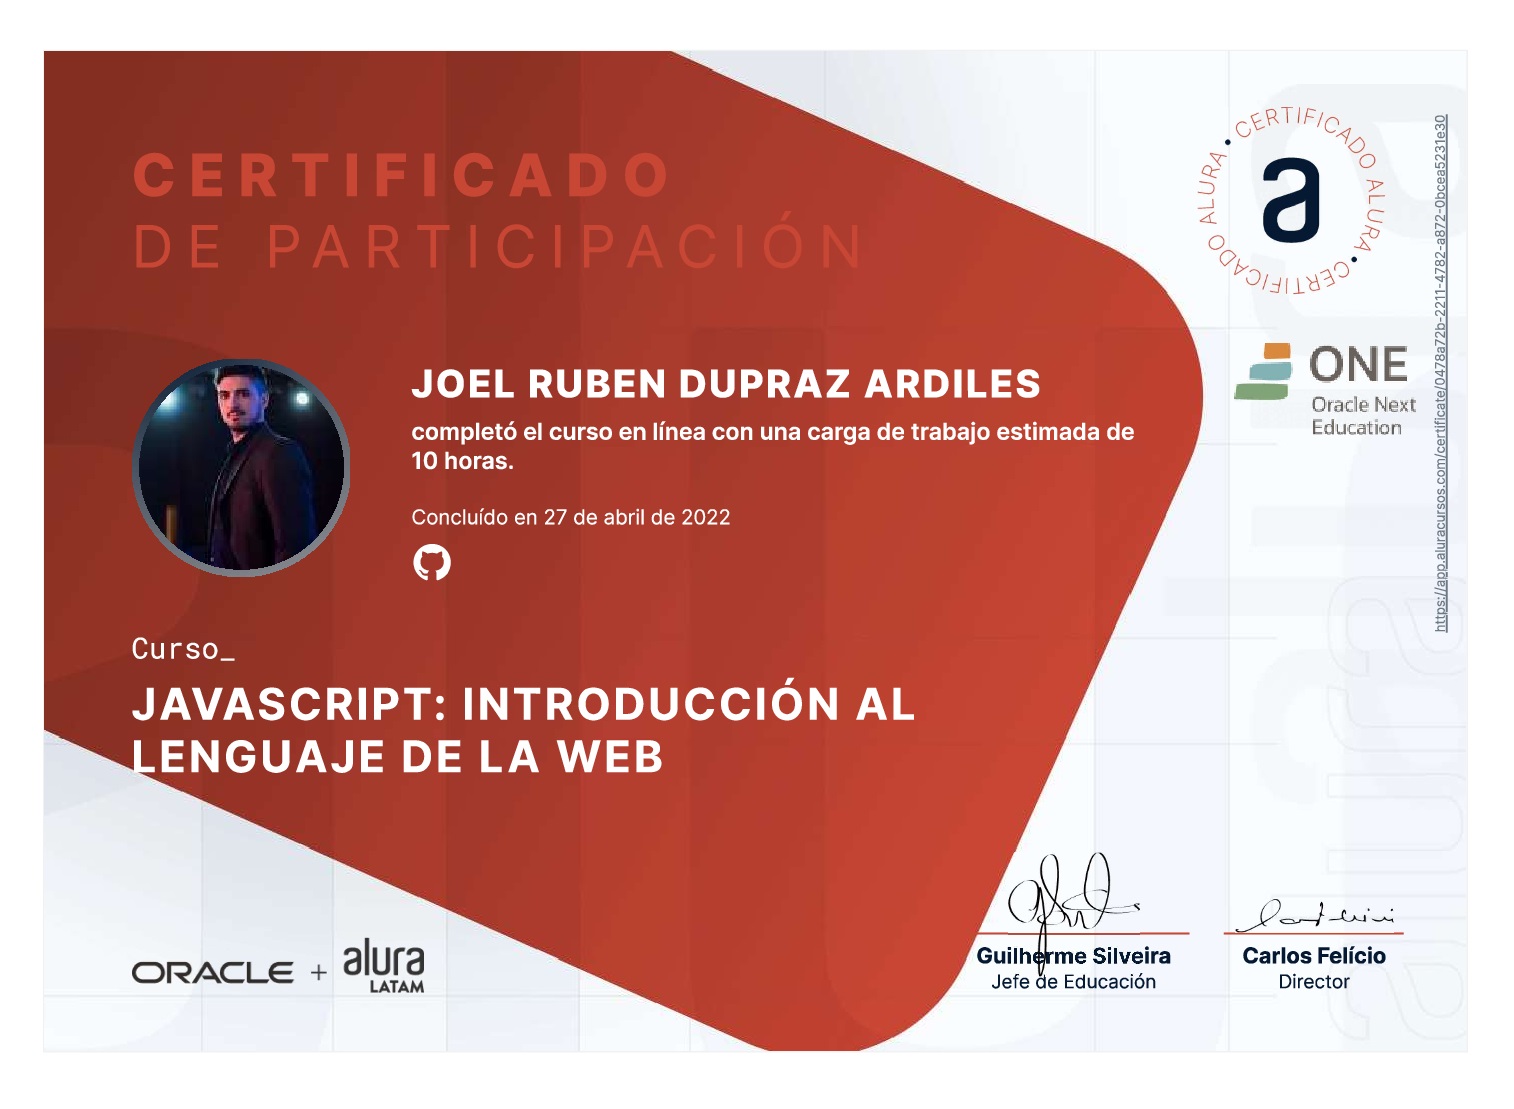 CERTIFICADO
DE PARTICIPACIÓN
CERTIFICADO ALURA • CERTIFICADO ALURA •
a
https://app.aluracursos.com/certificate/0478a72b-2211-4782-a872-0bcea5231e30
ONE
Oracle Next
Education
JOEL RUBEN DUPRAZ ARDILES
completó el curso en línea con una carga de trabajo estimada de
10 horas.
Concluído en 27 de abril de 2022
Curso_
JAVASCRIPT: INTRODUCCIÓN AL
LENGUAJE DE LA WEB
ORACLE + alura
LATAM
Guilherme Silveira
Jefe de Educación
Carlos Felício
Director
alura